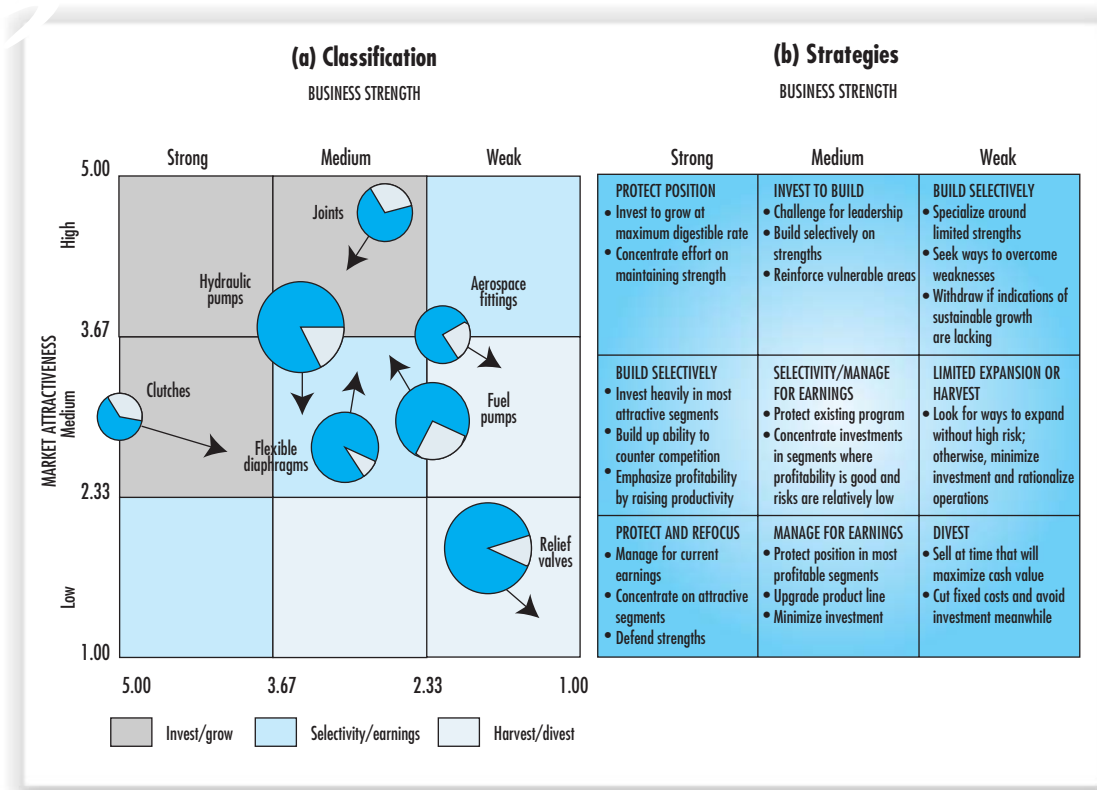 (a) Classification
BUSINESS STRENGTH
Strong
Medium
Weak
MARKET ATTRACTIVENESS
High
Medium
Low
5.00
3.67
2.33
1.00
Joints
Hydraulic
pumps
Aerospace
fittings
Clutches
Flexible
diaphragms
Fuel
pumps
Relief
valves
5.00
3.67
2.33
1.00
Invest/grow
Selectivity/earnings
Harvest/divest
(b) Strategies
BUSINESS STRENGTH
Strong
Medium
Weak
PROTECT POSITION
• Invest to grow at
maximum digestible rate
• Concentrate effort on
maintaining strength
INVEST TO BUILD
• Challenge for leadership
• Build selectively on
strengths
• Reinforce vulnerable areas
BUILD SELECTIVELY
• Specialize around
limited strengths
• Seek ways to overcome
weaknesses
• Withdraw if indications of
sustainable growth
are lacking
BUILD SELECTIVELY
• Invest heavily in most
attractive segments
• Build up ability to
counter competition
• Emphasize profitability
by raising productivity
SELECTIVITY/MANAGE
FOR EARNINGS
• Protect existing program
• Concentrate investments
in segments where
profitability is good and
risks are relatively low
LIMITED EXPANSION OR
HARVEST
• Look for ways to expand
without high risk;
otherwise, minimize
investment and rationalize
operations
PROTECT AND REFOCUS
• Manage for current
earnings
• Concentrate on attractive
segments
• Defend strengths
MANAGE FOR EARNINGS
• Protect position in most
profitable segments
• Upgrade product line
• Minimize investment
DIVEST
• Sell at time that will
maximize cash value
• Cut fixed costs and avoid
investment meanwhile